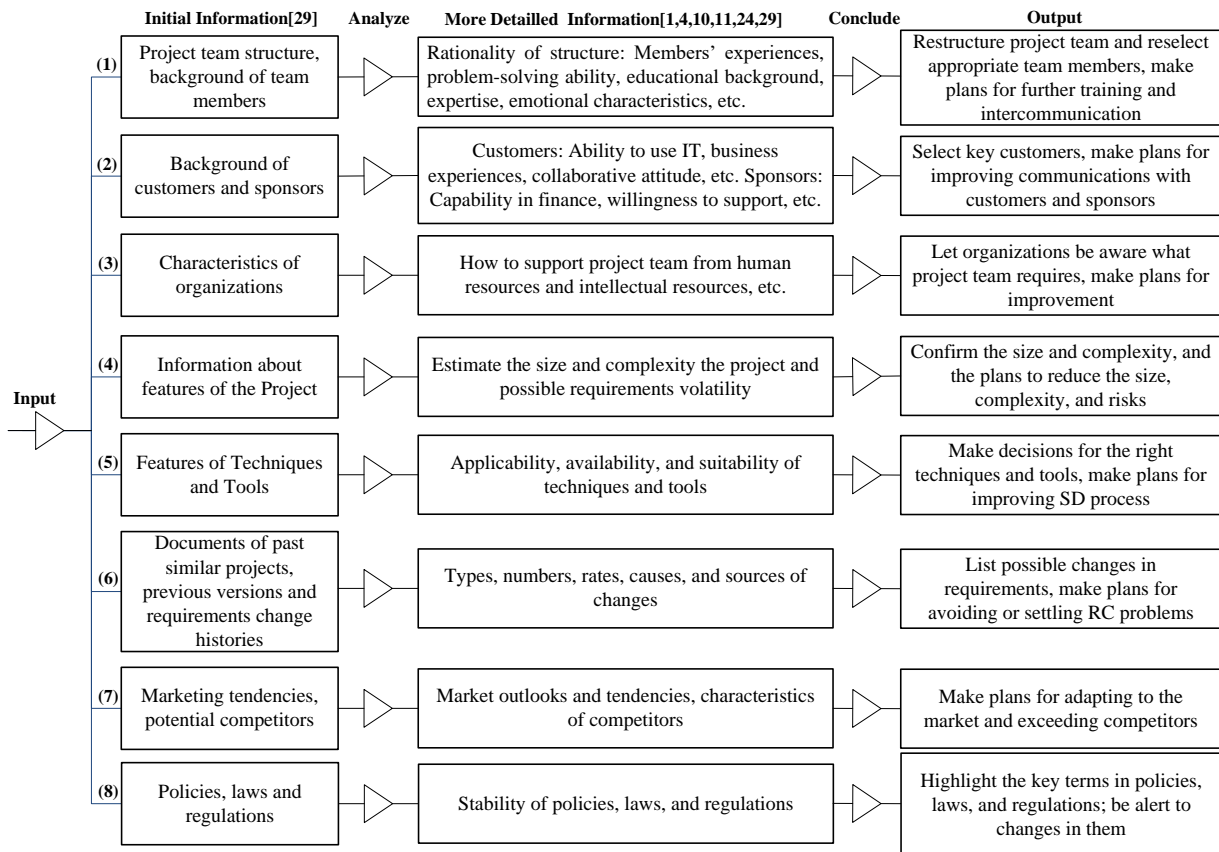 Initial Information[29]
Analyze
More Detailled Information[1,4,10,11,24,29]
Conclude
Output
Input
(1)
Project team structure,
background of team
members
Rationality of structure: Members’ experiences,
problem-solving ability, educational background,
expertise, emotional characteristics, etc.
Restructure project team and reselect
appropriate team members, make
plans for further training and
intercommunication
(2)
Background of
customers and sponsors
Customers: Ability to use IT, business
experiences, collaborative attitude, etc. Sponsors:
Capability in finance, willingness to support, etc.
Select key customers, make plans for
improving communications with
customers and sponsors
(3)
Characteristics of
organizations
How to support project team from human
resources and intellectual resources, etc.
Let organizations be aware what
project team requires, make plans for
improvement
(4)
Information about
features of the Project
Estimate the size and complexity the project and
possible requirements volatility
Confirm the size and complexity, and
the plans to reduce the size,
complexity, and risks
(5)
Features of Techniques
and Tools
Applicability, availability, and suitability of
techniques and tools
Make decisions for the right
techniques and tools, make plans for
improving SD process
(6)
Documents of past
similar projects,
previous versions and
requirements change
histories
Types, numbers, rates, causes, and sources of
changes
List possible changes in
requirements, make plans for
avoiding or settling RC problems
(7)
Marketing tendencies,
potential competitors
Market outlooks and tendencies, characteristics
of competitors
Make plans for adapting to the
market and exceeding competitors
(8)
Policies, laws and
regulations
Stability of policies, laws, and regulations
Highlight the key terms in policies,
laws, and regulations; be alert to
changes in them